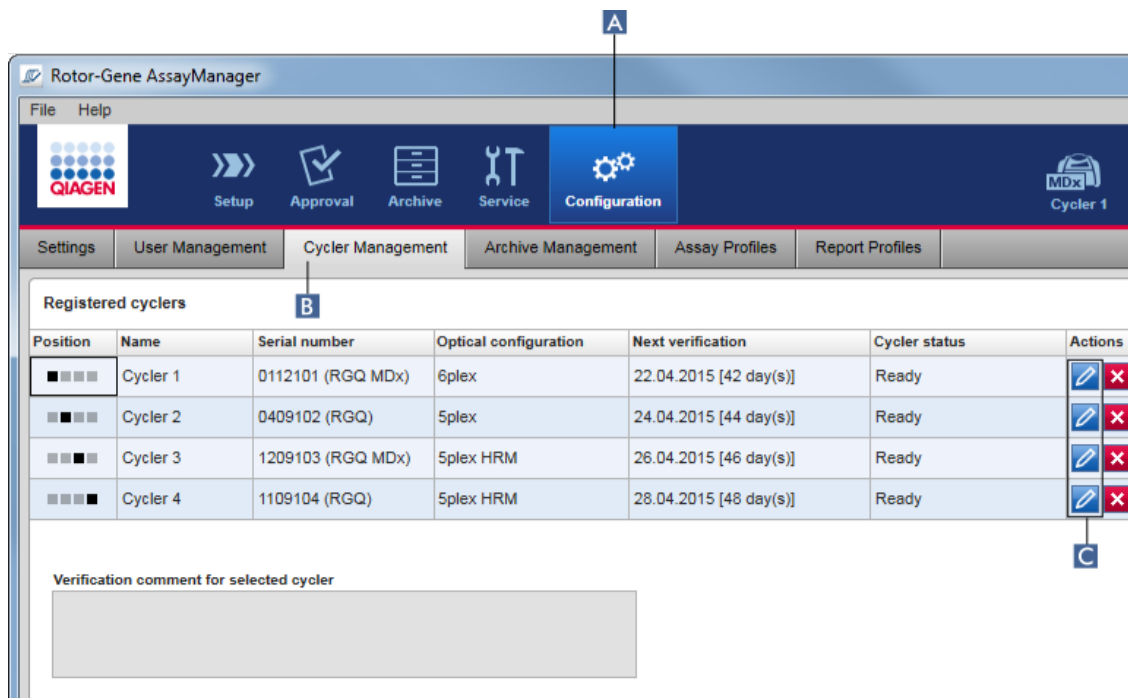 A
Rotor-Gene AssayManager
File Help
QIAGEN
Setup Approval Archive Service Configuration
MDx
Cycler 1
Settings User Management Cycler Management Archive Management Assay Profiles Report Profiles
B
Registered cyclers
Position Name Serial number Optical configuration Next verification Cycler status Actions
Cycler 1 0112101 (RGQ MDx) 6plex 22.04.2015 [42 day(s)] Ready
Cycler 2 0409102 (RGQ) 5plex 24.04.2015 [44 day(s)] Ready
Cycler 3 1209103 (RGQ MDx) 5plex HRM 26.04.2015 [46 day(s)] Ready
Cycler 4 1109104 (RGQ) 5plex HRM 28.04.2015 [48 day(s)] Ready
C
Verification comment for selected cycler